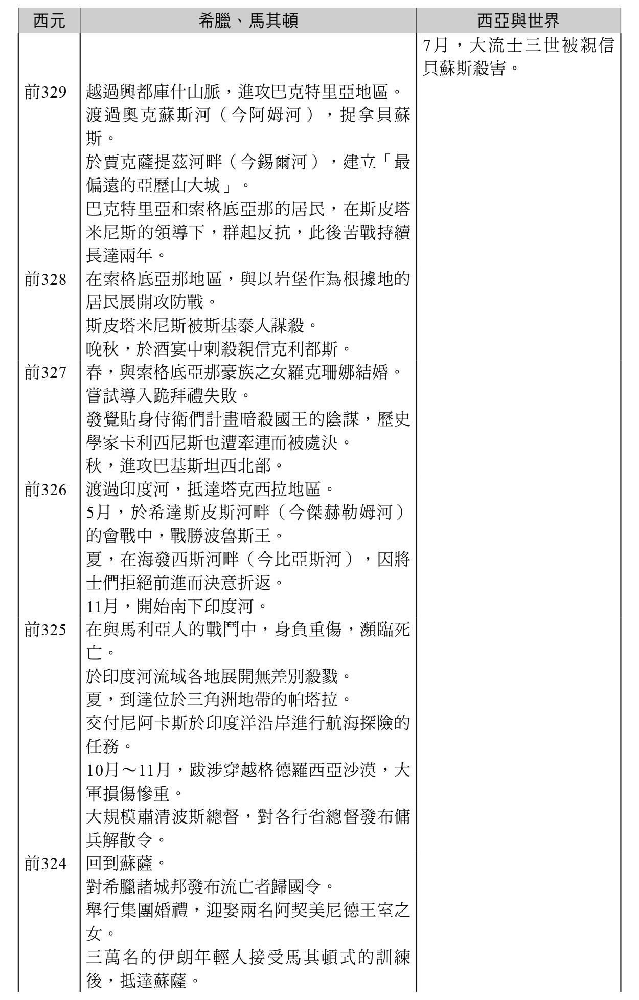 西元 希臘、馬其頓 西亞與世界
7月，大流士三世被親信
貝蘇斯殺害。
前329 越過興都庫什山脈，進攻巴克特里亞地區。
渡過奧克蘇斯河（今阿姆河），捉拿貝蘇
斯。
於賈克薩提茲河畔（今錫爾河），建立「最
偏遠的亞歷山大城」。
巴克特里亞和索格底亞那的居民，在斯皮塔
米尼斯的領導下，群起反抗，此後苦戰持續
長達兩年。
前328 在索格底亞那地區，與以岩堡作為根據地的
居民展開攻防戰。
斯皮塔米尼斯被斯基泰人謀殺。
晚秋，於酒宴中刺殺親信克利都斯。
前327 春，與索格底亞那豪族之女羅克珊娜結婚。
嘗試導入跪拜禮失敗。
發覺貼身侍衛們計畫暗殺國王的陰謀，歷史
學家卡利西尼斯也遭牽連而被處決。
秋，進攻巴基斯坦西北部。
前326 渡過印度河，抵達塔克西拉地區。
5月，於希達斯皮斯河畔（今傑赫勒姆河）
的會戰中，戰勝波魯斯王。
夏，在海發西斯河畔（今比亞斯河），因將
士們拒絕前進而決意折返。
11月，開始南下印度河。
前325 在與馬利亞人的戰鬥中，身負重傷，瀕臨死
亡。
於印度河流域各地展開無差別殺戮。
夏，到達位於三角洲地帶的帕塔拉。
交付尼阿卡斯於印度洋沿岸進行航海探險的
任務。
10月～11月，跋涉穿越格德羅西亞沙漠，大
軍損傷慘重。
大規模肅清波斯總督，對各行省總督發布傭
兵解散令。
前324 回到蘇薩。
對希臘諸城邦發布流亡者歸國令。
舉行集團婚禮，迎娶兩名阿契美尼德王室之
女。
三萬名的伊朗年輕人接受馬其頓式的訓練
後，抵達蘇薩。